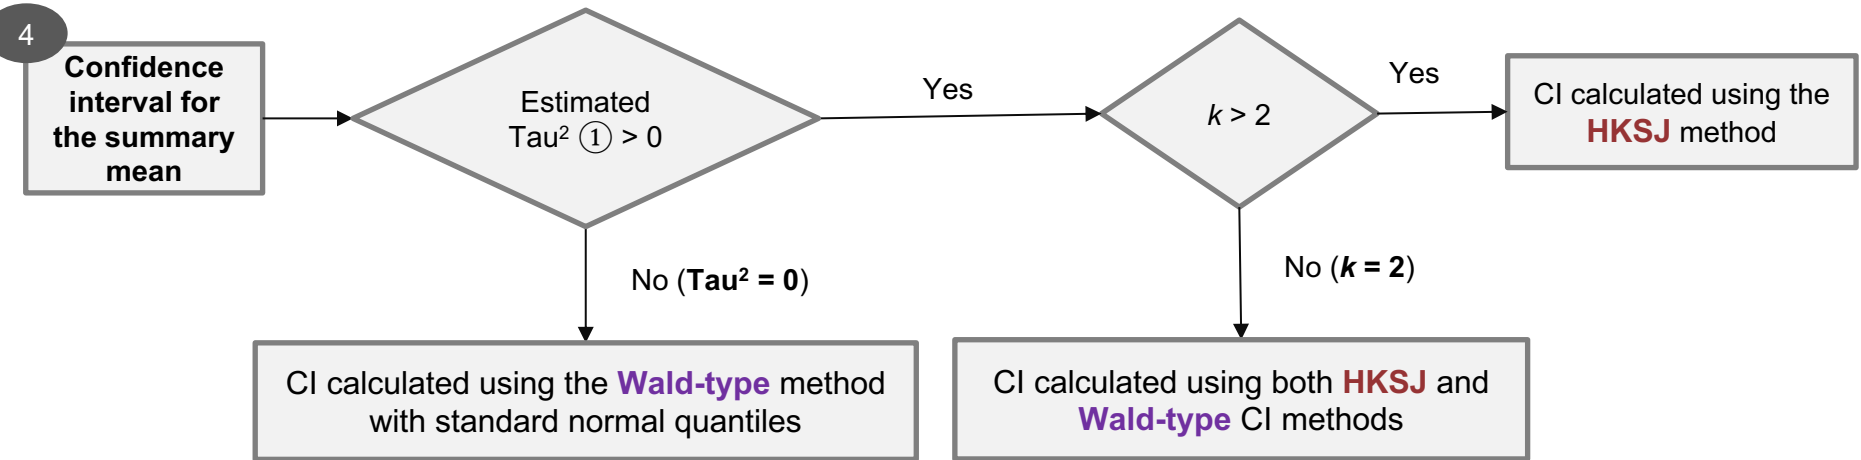 4
Confidence
interval for
the summary
mean
Estimated
Tau² ① > 0
Yes
k > 2
Yes
CI calculated using the
HKSJ method
No (Tau² = 0)
No (k = 2)
CI calculated using the Wald-type method
with standard normal quantiles
CI calculated using both HKSJ and
Wald-type CI methods